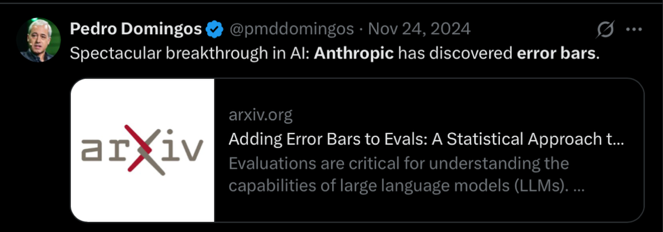 Pedro Domingos @pmddomingos · Nov 24, 2024
Spectacular breakthrough in AI: Anthropic has discovered error bars.
arXiv
arxiv.org
Adding Error Bars to Evals: A Statistical Approach t...
Evaluations are critical for understanding the
capabilities of large language models (LLMs). ...